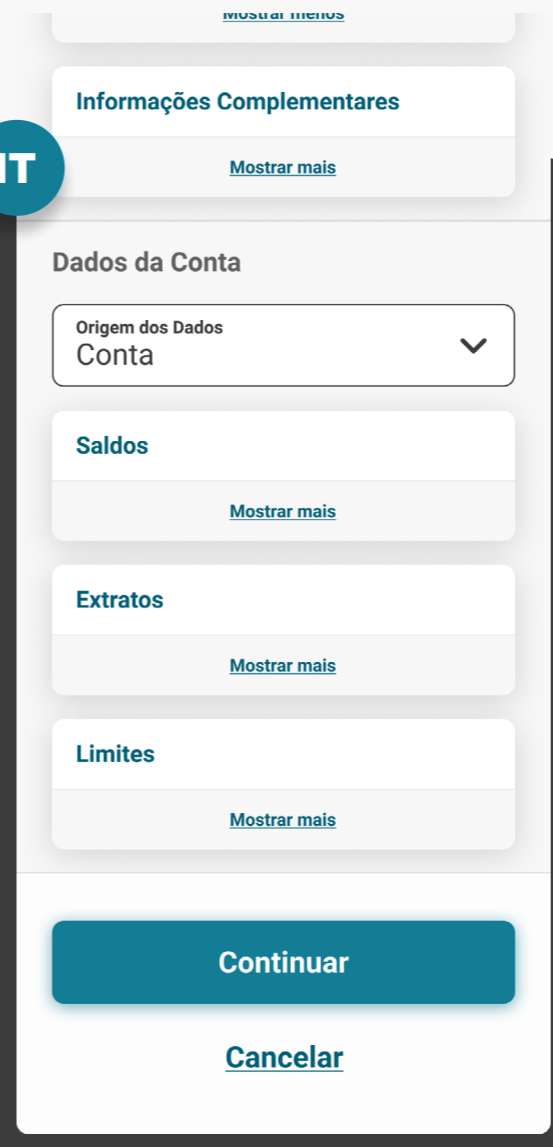 Mostrar menos
Informações Complementares
IT
Mostrar mais
Dados da Conta
Origem dos Dados
Conta
Saldos
Mostrar mais
Extratos
Mostrar mais
Limites
Mostrar mais
Continuar
Cancelar